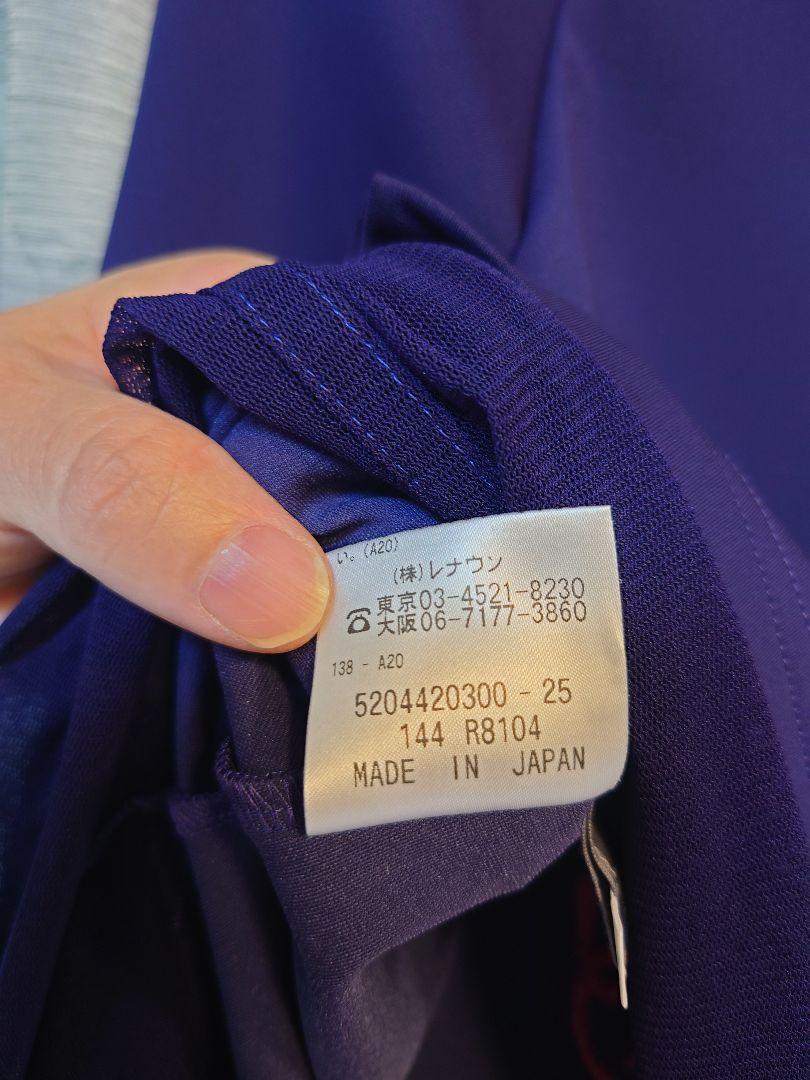 い。(A20)
(株)レナウン
☎ 東京03-4521-8230
大阪06-7177-3860
138 - A20
5204420300 - 25
144 R8104
MADE IN JAPAN